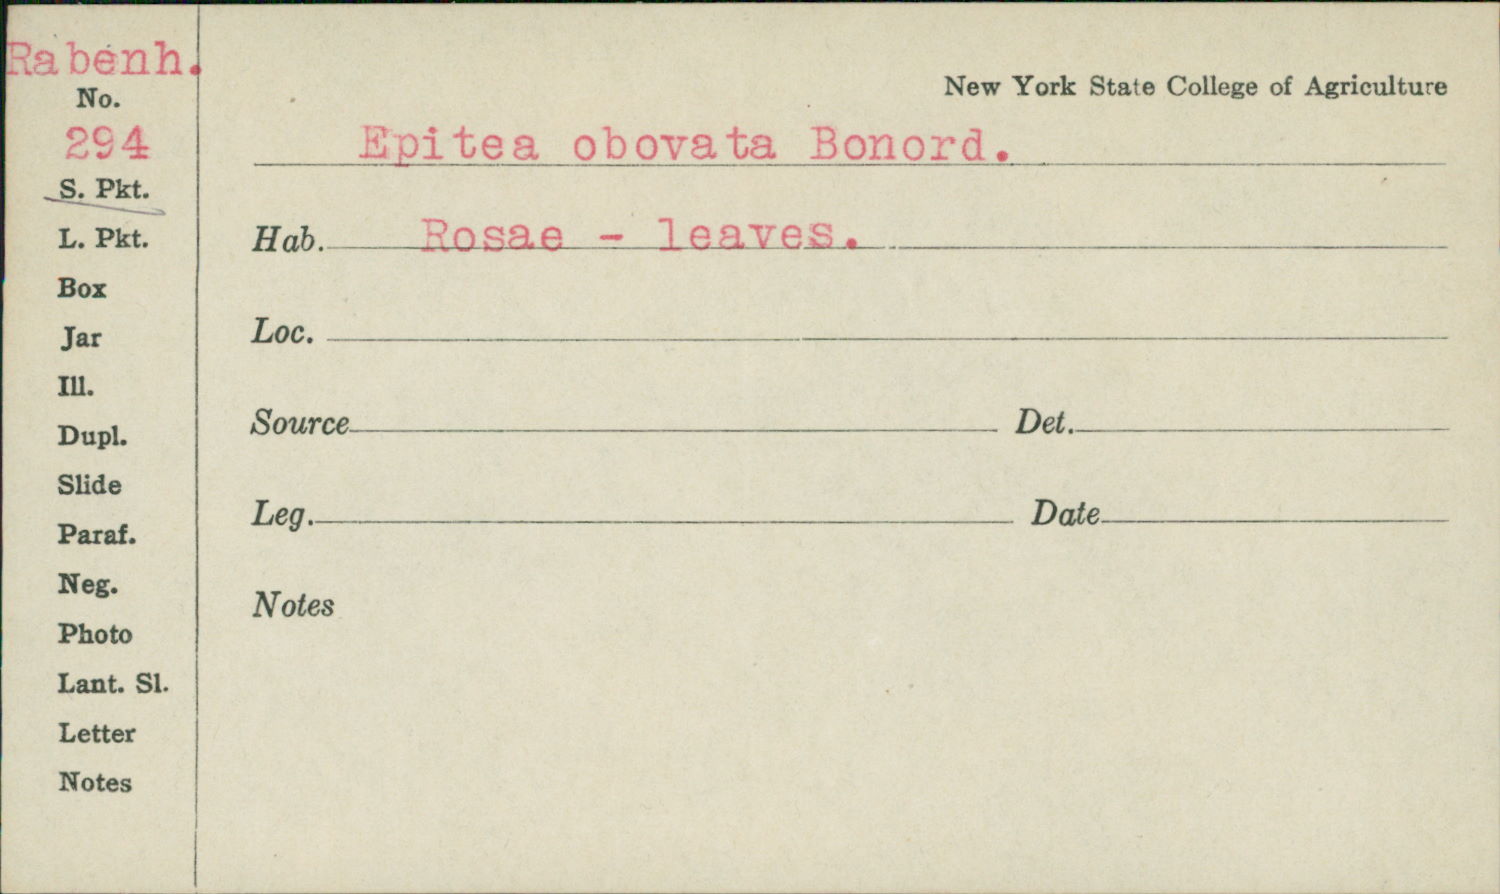 Rabenh.
No.
294
S. Pkt.
L. Pkt.
Box
Jar
Ill.
Dupl.
Slide
Paraf.
Neg.
Photo
Lant. Sl.
Letter
Notes
New York State College of Agriculture
Epitea obovata Bonord.
Hab. Rosae - leaves.
Loc.
Source Det.
Leg. Date
Notes